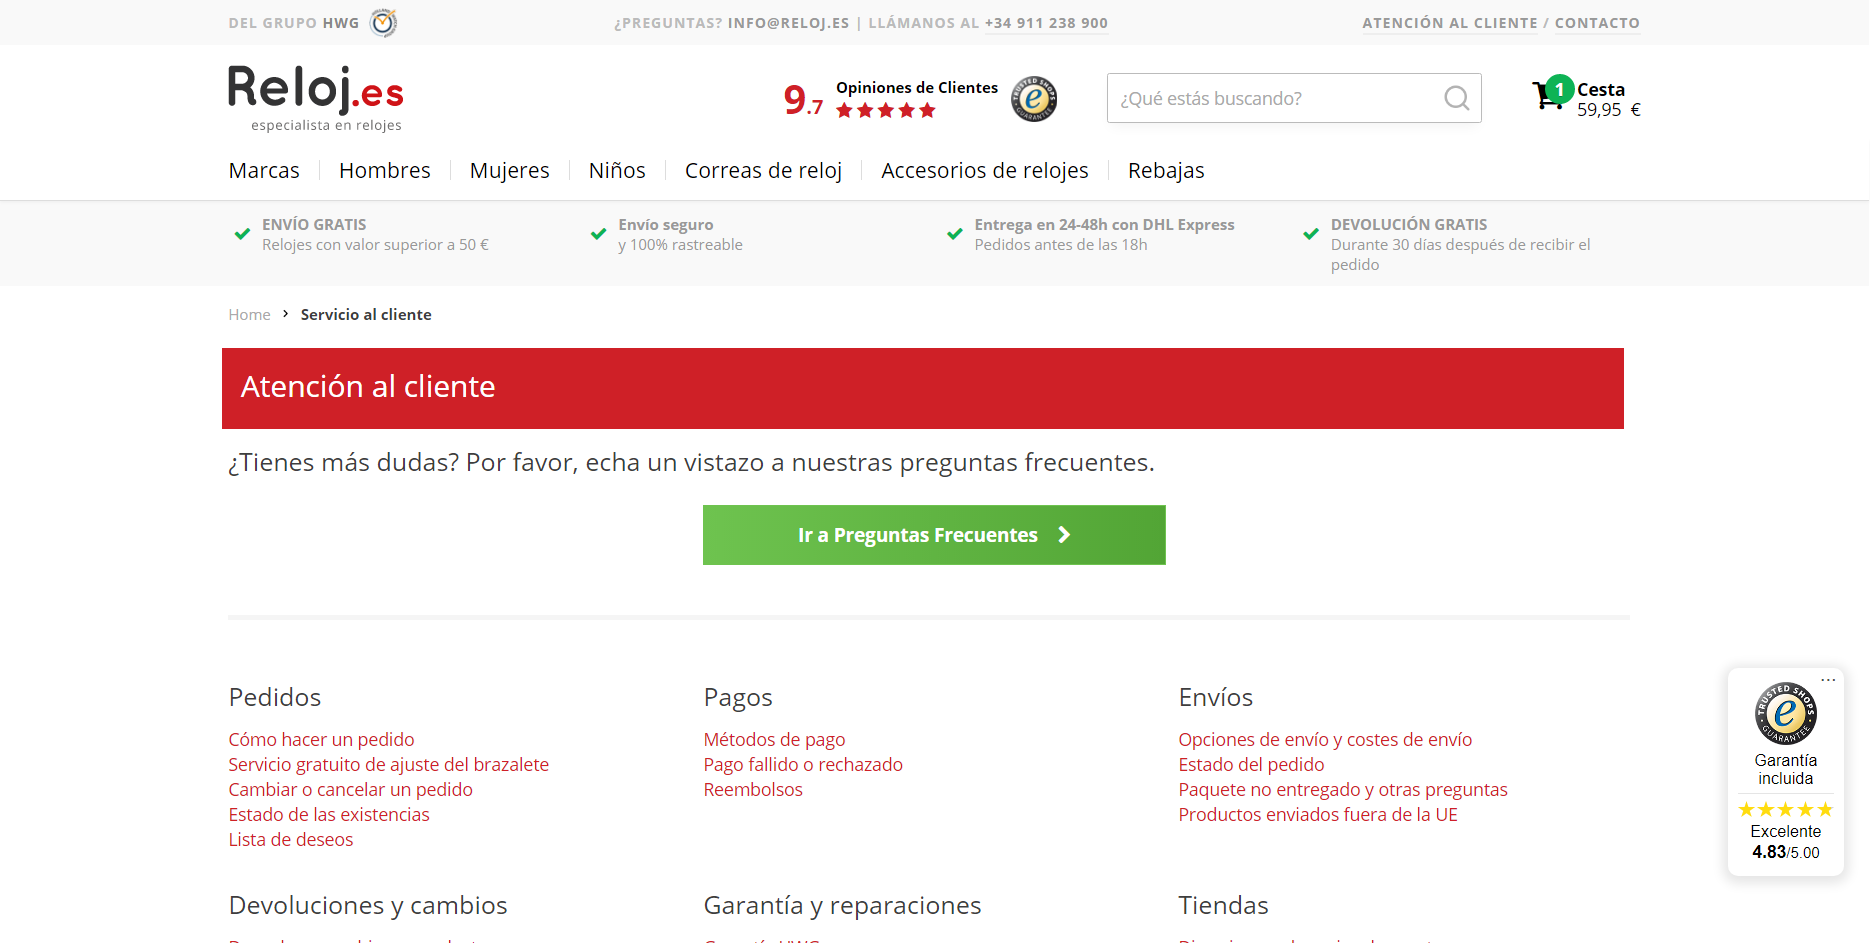 DEL GRUPO HWG
¿PREGUNTAS? INFO@RELOJ.ES | LLÁMANOS AL +34 911 238 900
ATENCIÓN AL CLIENTE / CONTACTO
Reloj.es
especialista en relojes
9.7
Opiniones de Clientes
TRUSTED SHOPS
e
GUARANTEE
¿Qué estás buscando?
1
Cesta
59,95 €
Marcas
Hombres
Mujeres
Niños
Correas de reloj
Accesorios de relojes
Rebajas
ENVÍO GRATIS
Relojes con valor superior a 50 €
Envío seguro
y 100% rastreable
Entrega en 24-48h con DHL Express
Pedidos antes de las 18h
DEVOLUCIÓN GRATIS
Durante 30 días después de recibir el
pedido
Home > Servicio al cliente
Atención al cliente
¿Tienes más dudas? Por favor, echa un vistazo a nuestras preguntas frecuentes.
Ir a Preguntas Frecuentes
Pedidos
Cómo hacer un pedido
Servicio gratuito de ajuste del brazalete
Cambiar o cancelar un pedido
Estado de las existencias
Lista de deseos
Pagos
Métodos de pago
Pago fallido o rechazado
Reembolsos
Envíos
Opciones de envío y costes de envío
Estado del pedido
Paquete no entregado y otras preguntas
Productos enviados fuera de la UE
TRUSTED SHOPS
e
GUARANTEE
Garantía
incluida
Excelente
4.83/5.00
Devoluciones y cambios
Garantía y reparaciones
Tiendas